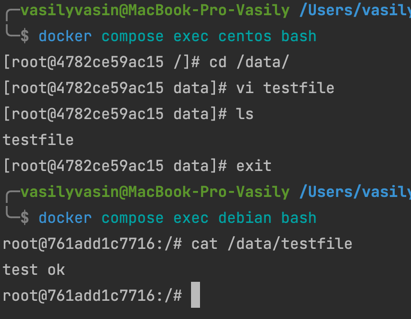 vasilyvasin@MacBook-Pro-Vasily /Users/vasily
$ docker compose exec centos bash
[root@4782ce59ac15 /]# cd /data/
[root@4782ce59ac15 data]# vi testfile
[root@4782ce59ac15 data]# ls
testfile
[root@4782ce59ac15 data]# exit
vasilyvasin@MacBook-Pro-Vasily /Users/vasily
$ docker compose exec debian bash
root@761add1c7716:/# cat /data/testfile
test ok
root@761add1c7716:/#